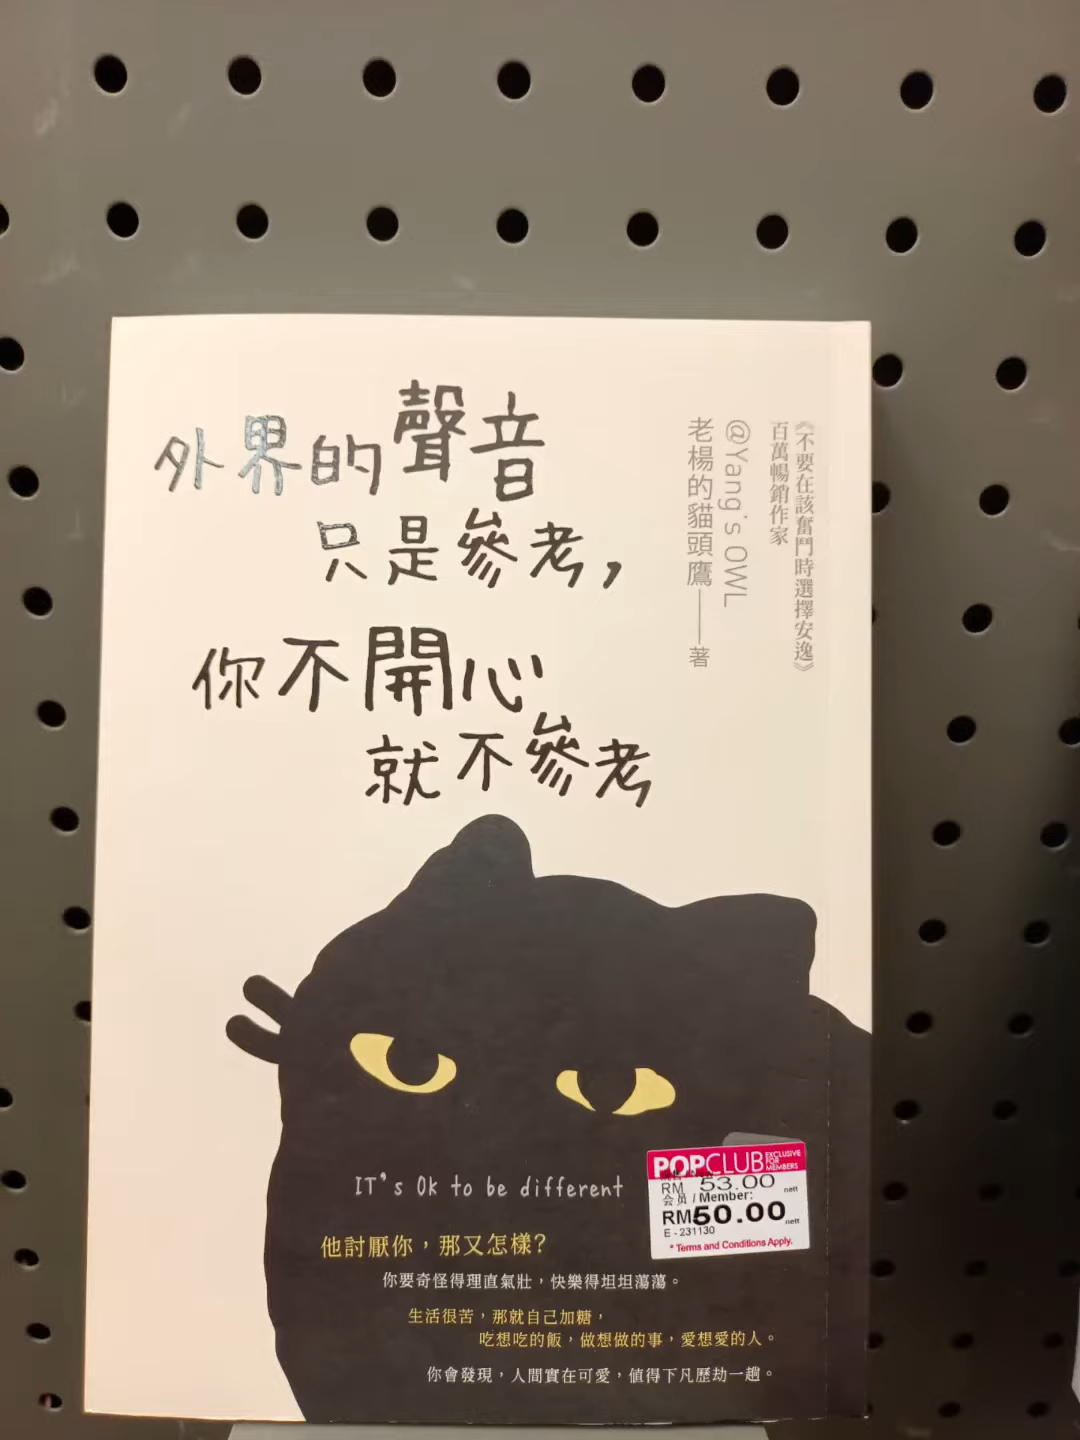 外界的聲音
只是參考，
你不開心
就不參考
《不要在該奮鬥時選擇安逸》
百萬暢銷作家
@Yang's OWL
老楊的貓頭鷹——著
IT's Ok to be different
他討厭你，那又怎樣？
你要奇怪得理直氣壯，快樂得坦坦蕩蕩。
生活很苦，那就自己加糖，
吃想吃的飯，做想做的事，愛想愛的人。
你會發現，人間實在可愛，值得下凡歷劫一趟。
POPCLUB EXCLUSIVE FOR MEMBERS
RM 53.00 nett
会员 / Member:
RM50.00 nett
E - 231130
* Terms and Conditions Apply.